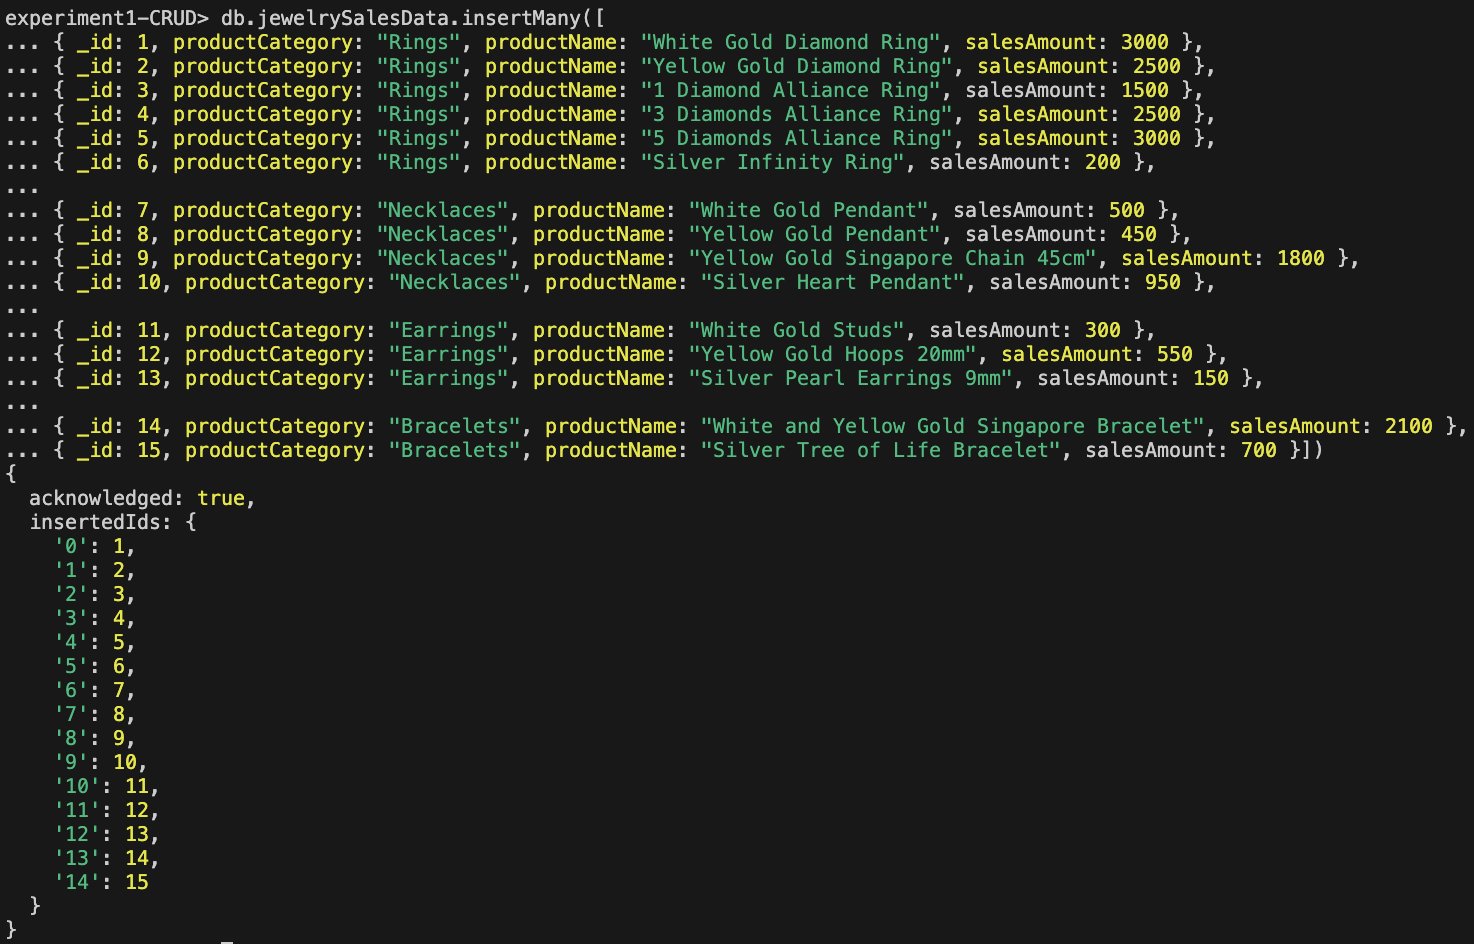 experiment1-CRUD> db.jewelrySalesData.insertMany([
... { _id: 1, productCategory: "Rings", productName: "White Gold Diamond Ring", salesAmount: 3000 },
... { _id: 2, productCategory: "Rings", productName: "Yellow Gold Diamond Ring", salesAmount: 2500 },
... { _id: 3, productCategory: "Rings", productName: "1 Diamond Alliance Ring", salesAmount: 1500 },
... { _id: 4, productCategory: "Rings", productName: "3 Diamonds Alliance Ring", salesAmount: 2500 },
... { _id: 5, productCategory: "Rings", productName: "5 Diamonds Alliance Ring", salesAmount: 3000 },
... { _id: 6, productCategory: "Rings", productName: "Silver Infinity Ring", salesAmount: 200 },
...
... { _id: 7, productCategory: "Necklaces", productName: "White Gold Pendant", salesAmount: 500 },
... { _id: 8, productCategory: "Necklaces", productName: "Yellow Gold Pendant", salesAmount: 450 },
... { _id: 9, productCategory: "Necklaces", productName: "Yellow Gold Singapore Chain 45cm", salesAmount: 1800 },
... { _id: 10, productCategory: "Necklaces", productName: "Silver Heart Pendant", salesAmount: 950 },
...
... { _id: 11, productCategory: "Earrings", productName: "White Gold Studs", salesAmount: 300 },
... { _id: 12, productCategory: "Earrings", productName: "Yellow Gold Hoops 20mm", salesAmount: 550 },
... { _id: 13, productCategory: "Earrings", productName: "Silver Pearl Earrings 9mm", salesAmount: 150 },
...
... { _id: 14, productCategory: "Bracelets", productName: "White and Yellow Gold Singapore Bracelet", salesAmount: 2100 },
... { _id: 15, productCategory: "Bracelets", productName: "Silver Tree of Life Bracelet", salesAmount: 700 }])
{
  acknowledged: true,
  insertedIds: {
    '0': 1,
    '1': 2,
    '2': 3,
    '3': 4,
    '4': 5,
    '5': 6,
    '6': 7,
    '7': 8,
    '8': 9,
    '9': 10,
    '10': 11,
    '11': 12,
    '12': 13,
    '13': 14,
    '14': 15
  }
}